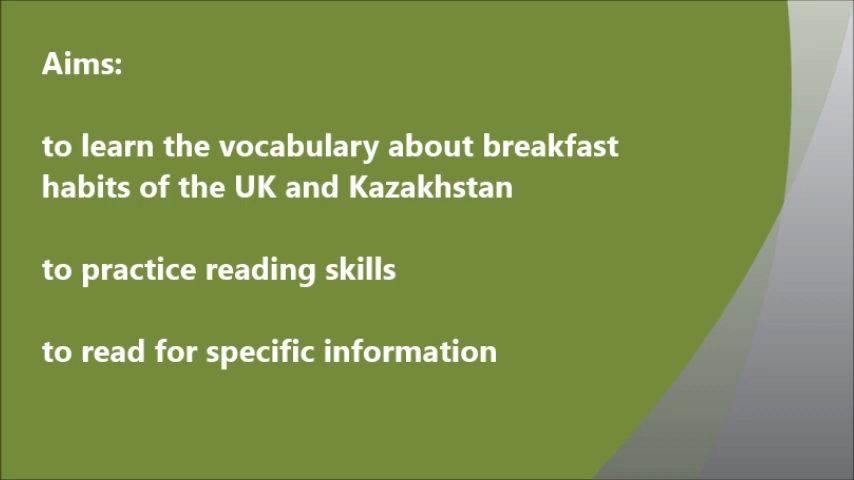 Aims:
to learn the vocabulary about breakfast
habits of the UK and Kazakhstan
to practice reading skills
to read for specific information